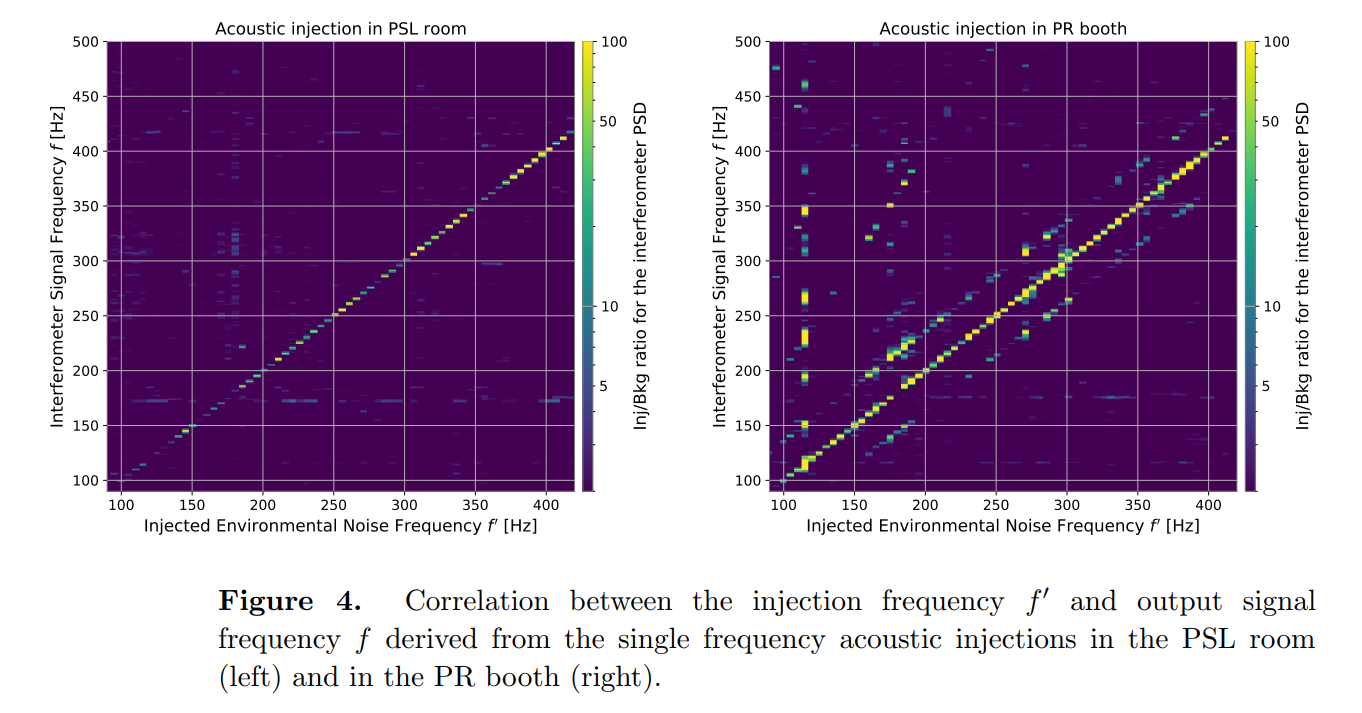 Acoustic injection in PSL room
500
450
400
350
300
250
200
150
100
Interferometer Signal Frequency f [Hz]
100 150 200 250 300 350 400
Injected Environmental Noise Frequency f′ [Hz]
100
50
10
5
Inj/Bkg ratio for the interferometer PSD
Acoustic injection in PR booth
500
450
400
350
300
250
200
150
100
Interferometer Signal Frequency f [Hz]
100 150 200 250 300 350 400
Injected Environmental Noise Frequency f′ [Hz]
100
50
10
5
Inj/Bkg ratio for the interferometer PSD
Figure 4. Correlation between the injection frequency f′ and output signal
frequency f derived from the single frequency acoustic injections in the PSL room
(left) and in the PR booth (right).